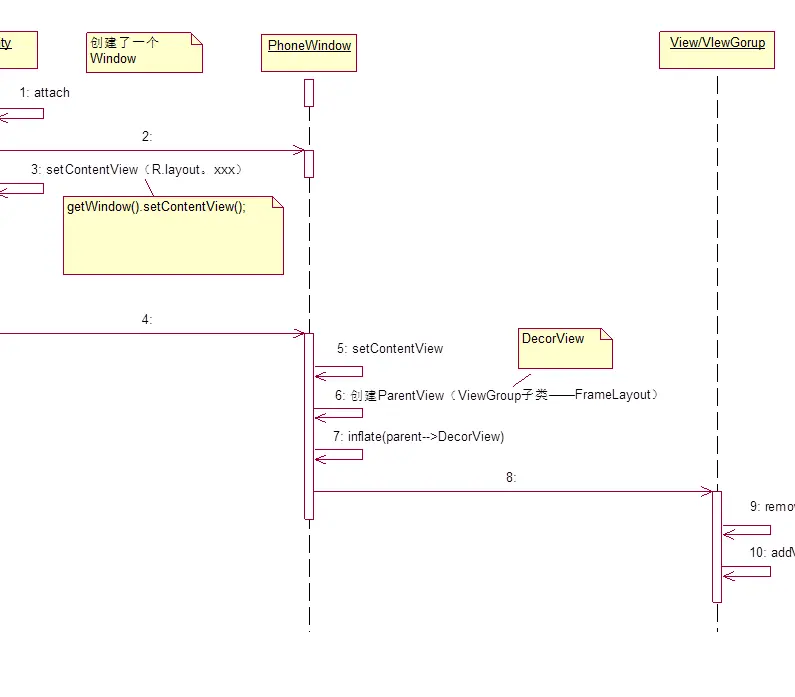 ty
创建了一个
Window
PhoneWindow
View/VIewGorup
1: attach
2:
3: setContentView（R.layout。xxx）
getWindow().setContentView();
4:
5: setContentView
DecorView
6: 创建ParentView（ViewGroup子类——FrameLayout）
7: inflate(parent-->DecorView)
8:
9: remov
10: addV